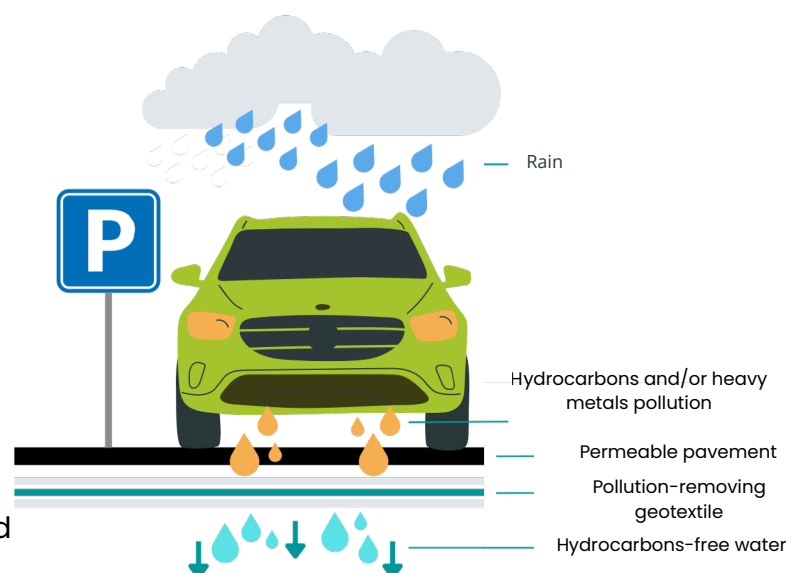 Rain
P
Hydrocarbons and/or heavy
metals pollution
Permeable pavement
Pollution-removing
geotextile
d
Hydrocarbons-free water